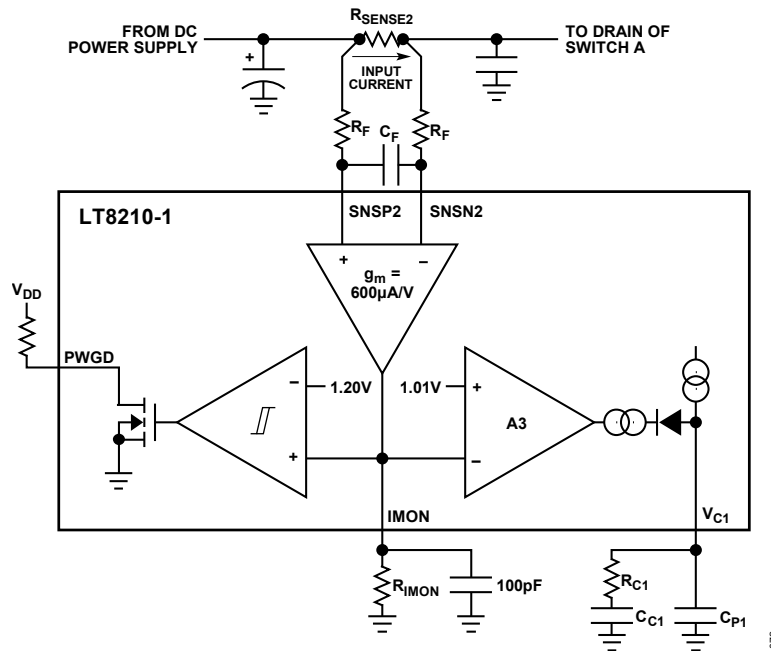 FROM DC
POWER SUPPLY
RSENSE2
TO DRAIN OF
SWITCH A
+
INPUT
CURRENT
RF
CF
RF
LT8210-1
SNSP2
SNSN2
+
−
gm =
600µA/V
VDD
PWGD
−
1.20V
1.01V
+
A3
+
−
IMON
VC1
RIMON
100pF
RC1
CC1
CP1